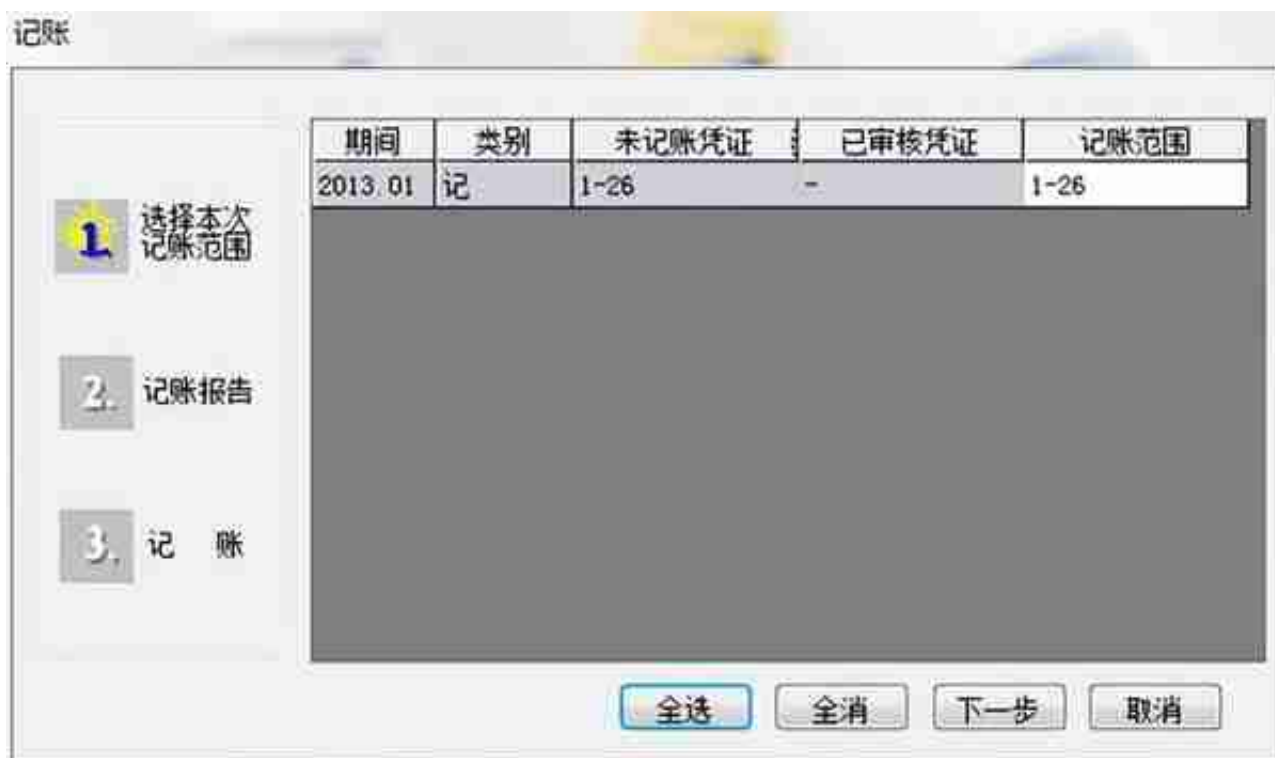 记账
期间 类别 未记账凭证 已审核凭证 记账范围
2013.01 记 1-26 - 1-26
1. 选择本次
记账范围
2. 记账报告
3. 记 账
全选 全消 下一步 取消